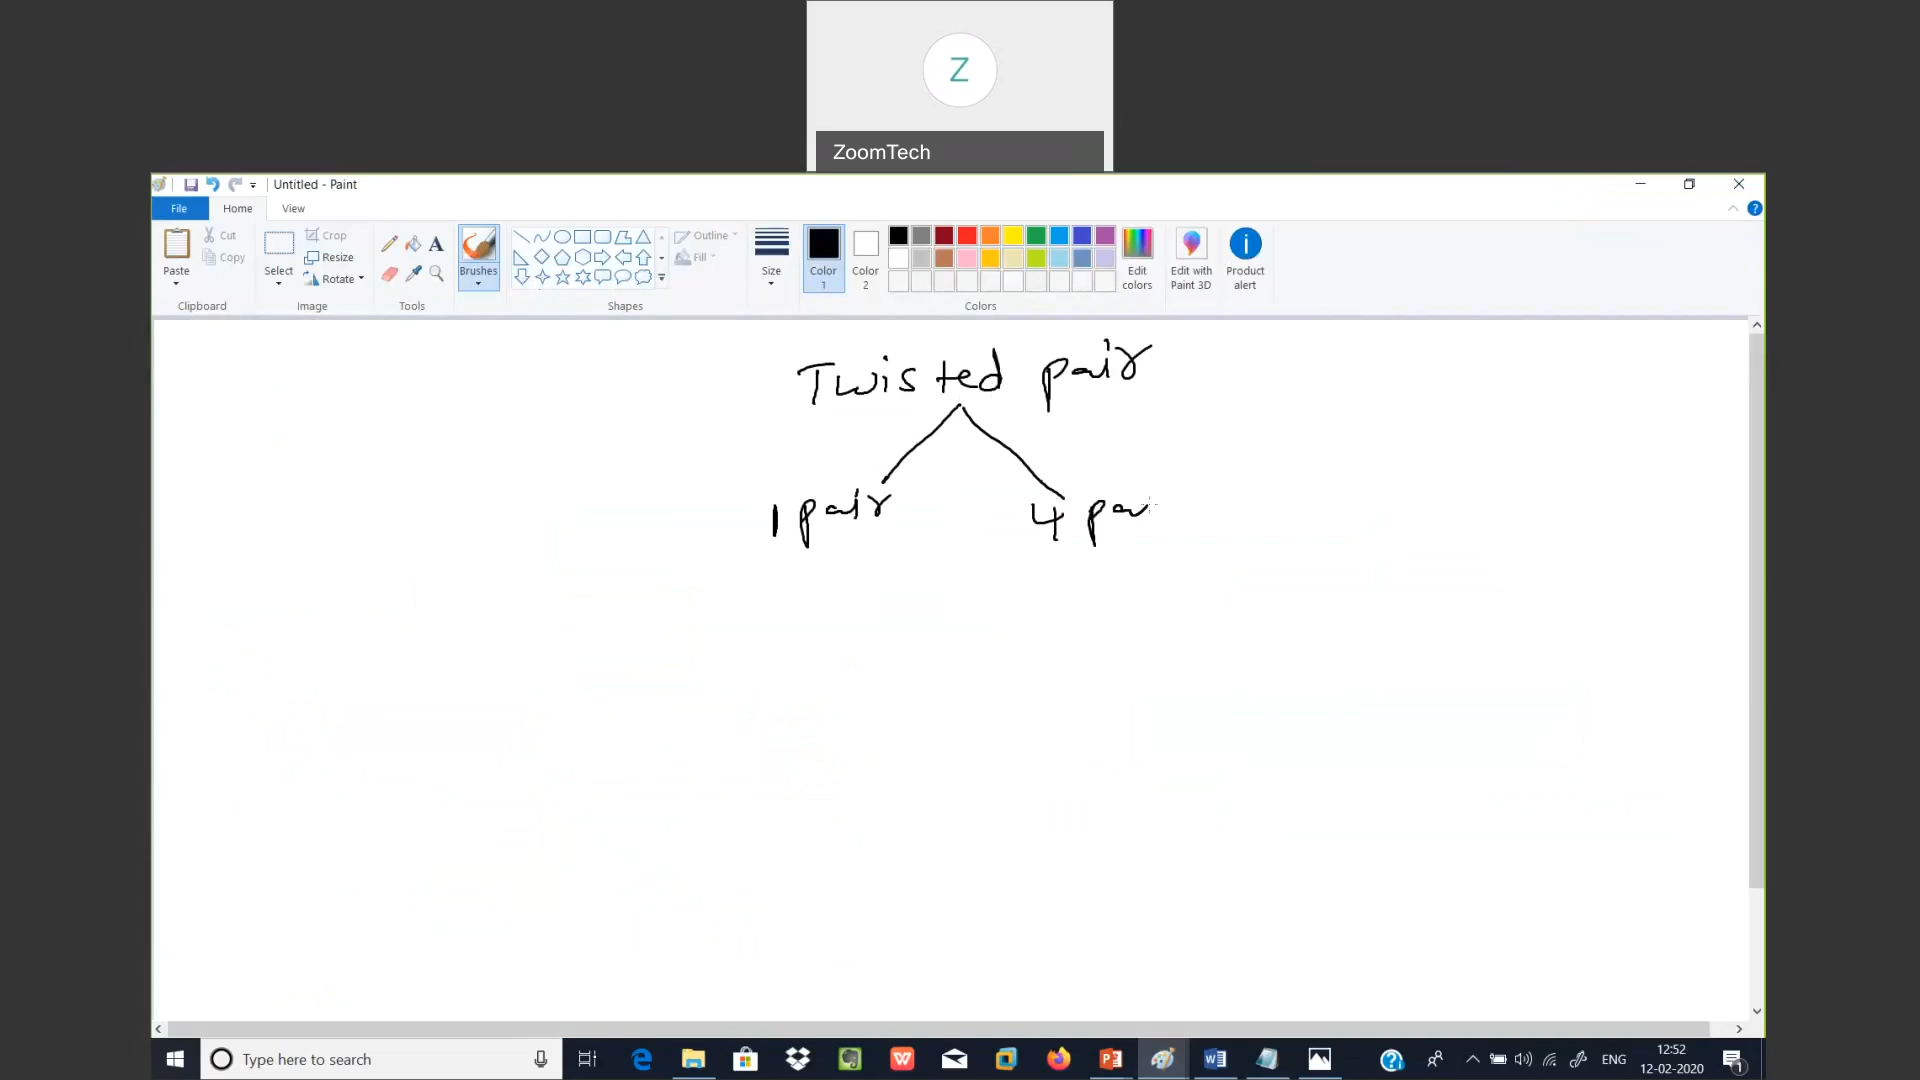 Z
ZoomTech
Untitled - Paint
File Home View
Paste Cut Copy Clipboard
Select Crop Resize Rotate Image
Tools
Brushes
Outline Fill Shapes
Size
Color 1 Color 2 Edit colors Colors
Edit with Paint 3D
Product alert
Twisted pair
1 pair 4 pai
Type here to search
ENG 12:52 12-02-2020